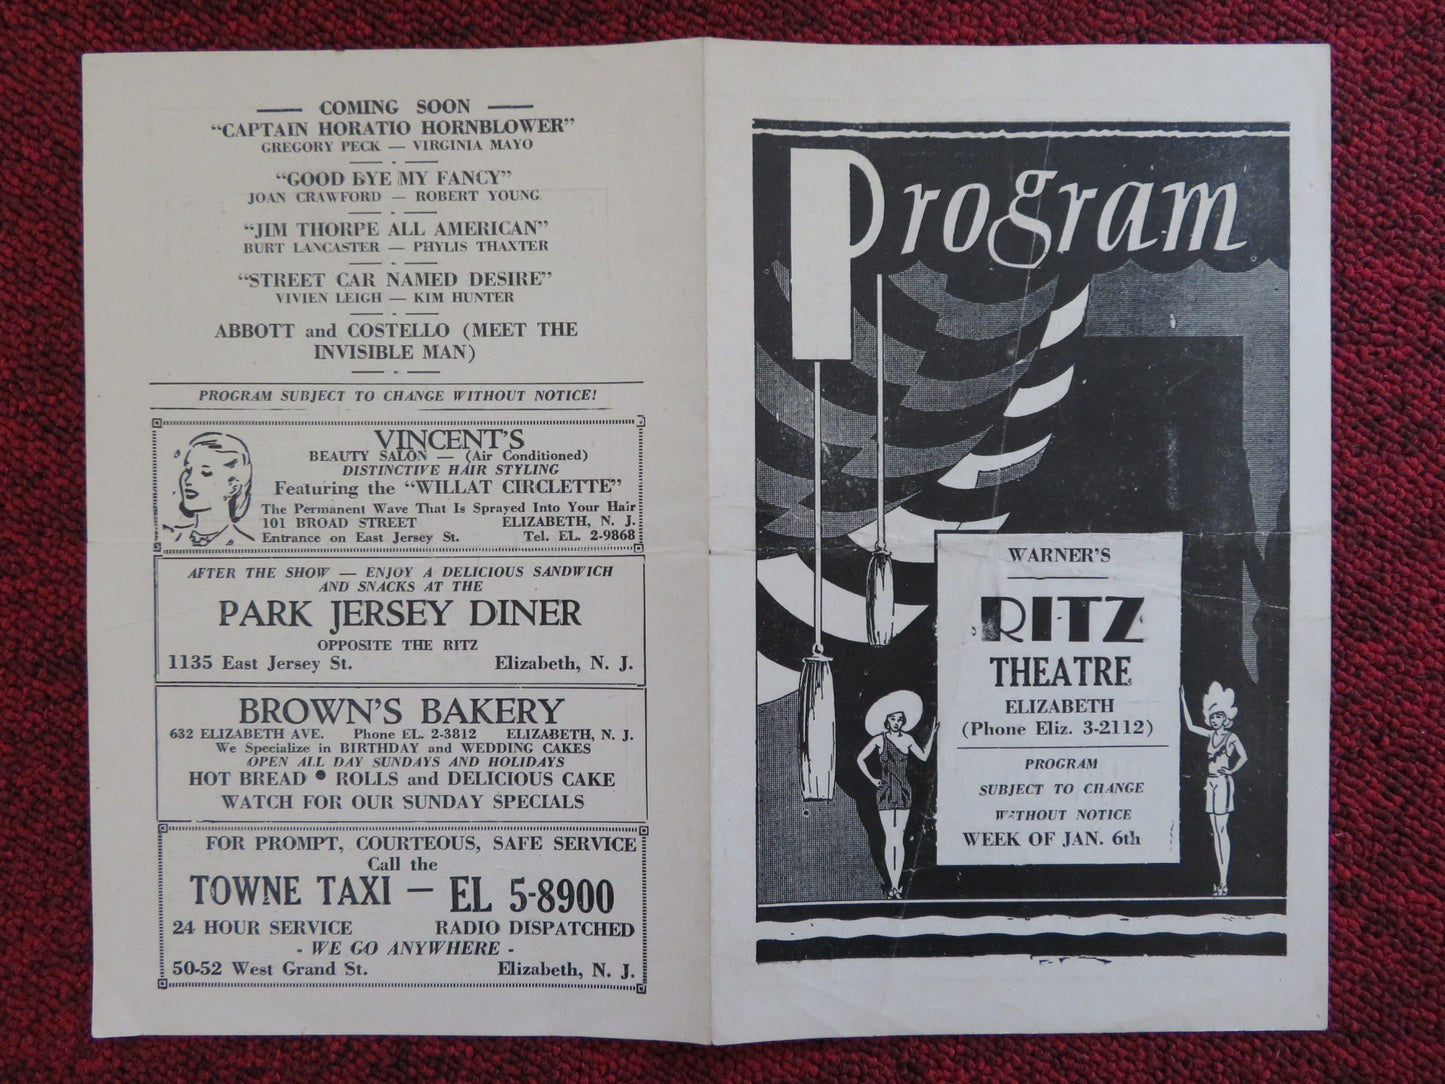 COMING SOON
"CAPTAIN HORATIO HORNBLOWER"
GREGORY PECK — VIRGINIA MAYO
"GOOD BYE MY FANCY"
JOAN CRAWFORD — ROBERT YOUNG
"JIM THORPE ALL AMERICAN"
BURT LANCASTER — PHYLIS THAXTER
"STREET CAR NAMED DESIRE"
VIVIEN LEIGH — KIM HUNTER
ABBOTT and COSTELLO (MEET THE
INVISIBLE MAN)
PROGRAM SUBJECT TO CHANGE WITHOUT NOTICE!
VINCENT'S
BEAUTY SALON — (Air Conditioned)
DISTINCTIVE HAIR STYLING
Featuring the "WILLAT CIRCLETTE"
The Permanent Wave That Is Sprayed Into Your Hair
101 BROAD STREET ELIZABETH, N. J.
Entrance on East Jersey St. Tel. EL. 2-9868
AFTER THE SHOW — ENJOY A DELICIOUS SANDWICH
AND SNACKS AT THE
PARK JERSEY DINER
OPPOSITE THE RITZ
1135 East Jersey St. Elizabeth, N. J.
BROWN'S BAKERY
632 ELIZABETH AVE. Phone EL. 2-3812 ELIZABETH, N. J.
We Specialize in BIRTHDAY and WEDDING CAKES
OPEN ALL DAY SUNDAYS AND HOLIDAYS
HOT BREAD • ROLLS and DELICIOUS CAKE
WATCH FOR OUR SUNDAY SPECIALS
FOR PROMPT, COURTEOUS, SAFE SERVICE
Call the
TOWNE TAXI — EL 5-8900
24 HOUR SERVICE RADIO DISPATCHED
- WE GO ANYWHERE -
50-52 West Grand St. Elizabeth, N. J.
Program
WARNER'S
RITZ
THEATRE
ELIZABETH
(Phone Eliz. 3-2112)
PROGRAM
SUBJECT TO CHANGE
WITHOUT NOTICE
WEEK OF JAN. 6th